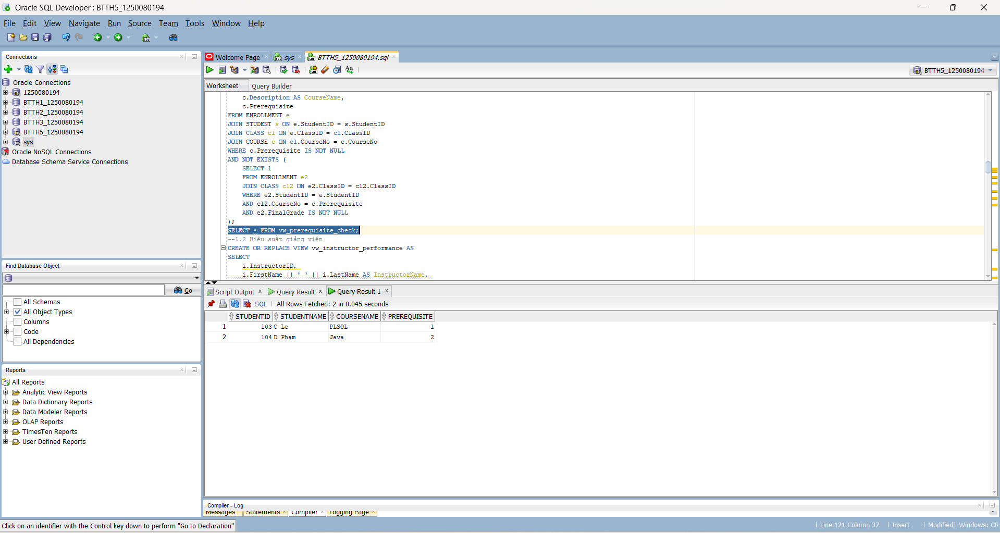 Oracle SQL Developer : BTTH5_1250080194
File Edit View Navigate Run Source Team Tools Window Help
Connections
Oracle Connections
1250080194
BTTH1_1250080194
BTTH2_1250080194
BTTH3_1250080194
BTTH5_1250080194
sys
Oracle NoSQL Connections
Database Schema Service Connections
Find Database Object
Go
All Schemas
All Object Types
Columns
Code
All Dependencies
Reports
All Reports
Analytic View Reports
Data Dictionary Reports
Data Modeler Reports
OLAP Reports
TimesTen Reports
User Defined Reports
Welcome Page sys BTTH5_1250080194.sql
BTTH5_1250080194
Worksheet Query Builder
c.Description AS CourseName,
c.Prerequisite
FROM ENROLLMENT e
JOIN STUDENT s ON e.StudentID = s.StudentID
JOIN CLASS cl ON e.ClassID = cl.ClassID
JOIN COURSE c ON cl.CourseNo = c.CourseNo
WHERE c.Prerequisite IS NOT NULL
AND NOT EXISTS (
SELECT 1
FROM ENROLLMENT e2
JOIN CLASS cl2 ON e2.ClassID = cl2.ClassID
WHERE e2.StudentID = e.StudentID
AND cl2.CourseNo = c.Prerequisite
AND e2.FinalGrade IS NOT NULL
);
SELECT * FROM vw_prerequisite_check;
--1.2 Hiệu suất giảng viên
CREATE OR REPLACE VIEW vw_instructor_performance AS
SELECT
i.InstructorID,
i.FirstName || ' ' || i.LastName AS InstructorName,
Script Output Query Result Query Result 1
SQL All Rows Fetched: 2 in 0.045 seconds
STUDENTID STUDENTNAME COURSENAME PREREQUISITE
1 103 C Le PLSQL 1
2 104 D Pham Java 2
Compiler - Log
Messages Statements Compiler Logging Page
Click on an identifier with the Control key down to perform "Go to Declaration"
Line 121 Column 37 Insert Modified Windows: CR